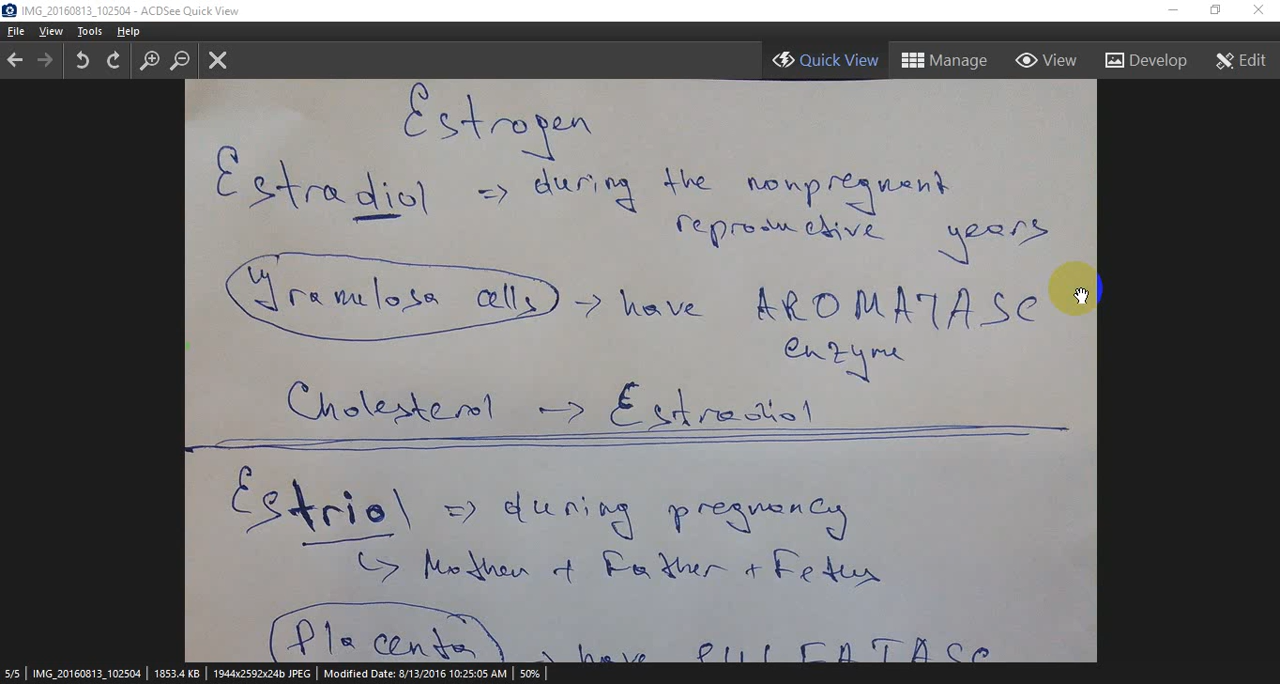 IMG_20160813_102504 - ACDSee Quick View
File View Tools Help
Quick View Manage View Develop Edit
Estrogen
Estradiol => during the nonpregnant
reproductive years
Granulosa cells -> have AROMATASE
enzyme
Cholesterol -> Estradiol
Estriol => during pregnancy
↳ Mother + Father + Fetus
Placenta -> have SULFATASE
5/5 | IMG_20160813_102504 | 1853.4 KB | 1944x2592x24b JPEG | Modified Date: 8/13/2016 10:25:05 AM | 50% |